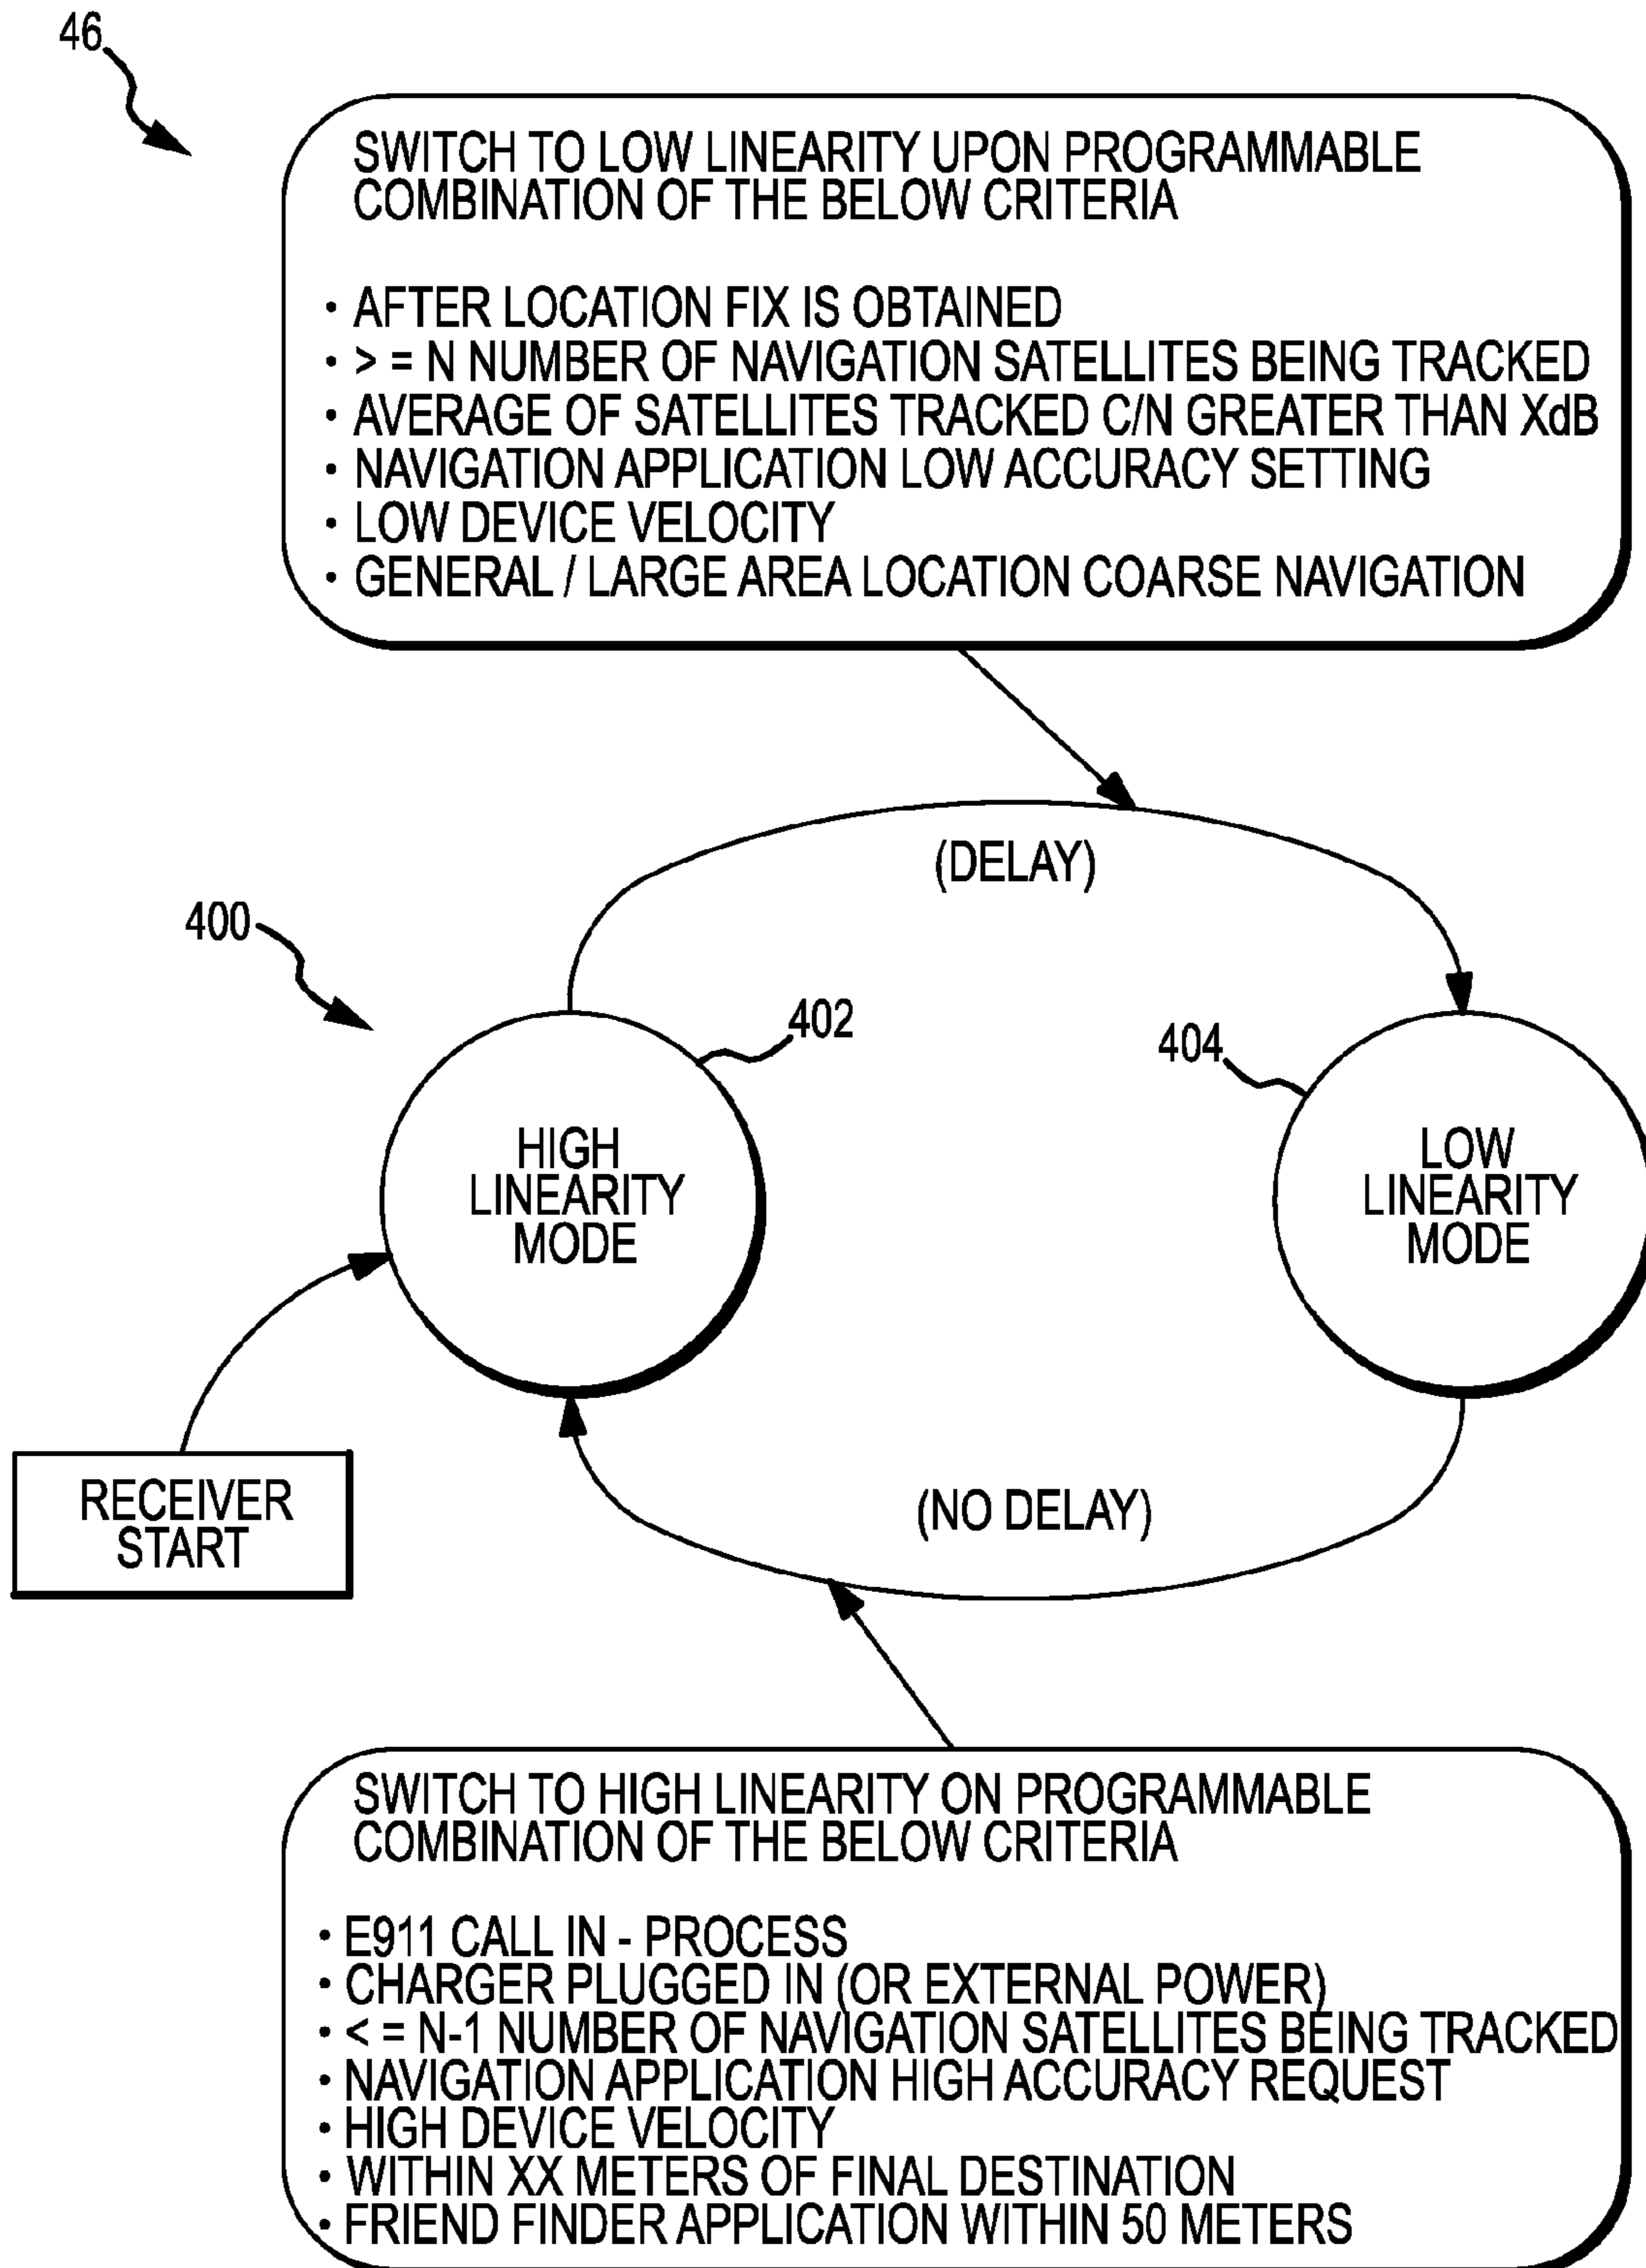 46
SWITCH TO LOW LINEARITY UPON PROGRAMMABLE
COMBINATION OF THE BELOW CRITERIA
· AFTER LOCATION FIX IS OBTAINED
· > = N NUMBER OF NAVIGATION SATELLITES BEING TRACKED
· AVERAGE OF SATELLITES TRACKED C/N GREATER THAN XdB
· NAVIGATION APPLICATION LOW ACCURACY SETTING
· LOW DEVICE VELOCITY
· GENERAL / LARGE AREA LOCATION COARSE NAVIGATION
(DELAY)
400
402
404
HIGH
LINEARITY
MODE
LOW
LINEARITY
MODE
RECEIVER
START
(NO DELAY)
SWITCH TO HIGH LINEARITY ON PROGRAMMABLE
COMBINATION OF THE BELOW CRITERIA
· E911 CALL IN - PROCESS
· CHARGER PLUGGED IN (OR EXTERNAL POWER)
· < = N-1 NUMBER OF NAVIGATION SATELLITES BEING TRACKED
· NAVIGATION APPLICATION HIGH ACCURACY REQUEST
· HIGH DEVICE VELOCITY
· WITHIN XX METERS OF FINAL DESTINATION
· FRIEND FINDER APPLICATION WITHIN 50 METERS